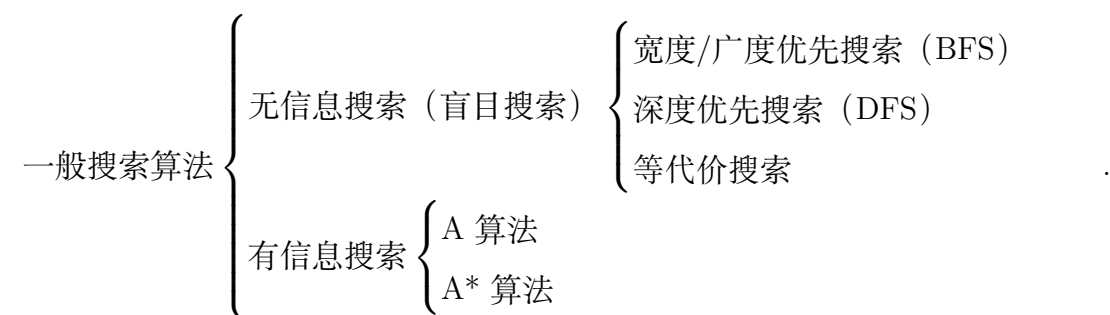 宽度/广度优先搜索（BFS）
无信息搜索（盲目搜索）
深度优先搜索（DFS）
一般搜索算法
等代价搜索
.
A 算法
有信息搜索
A* 算法